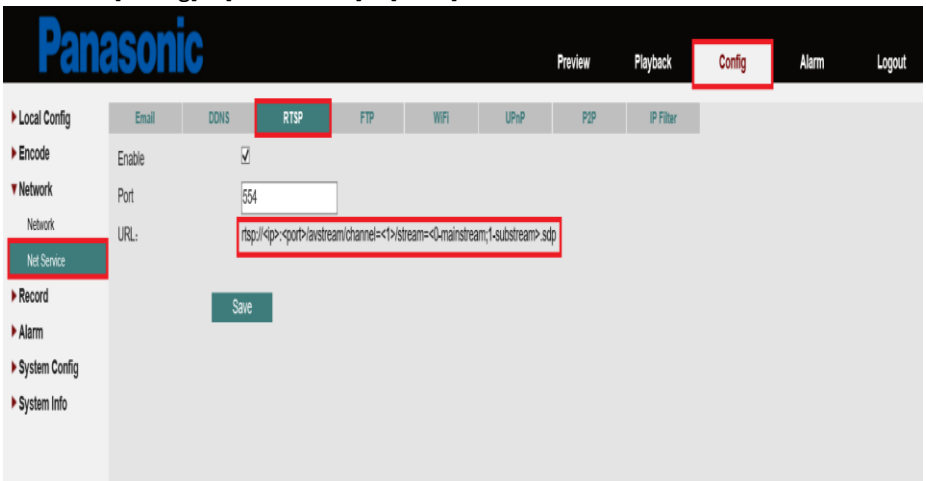 Panasonic
Preview Playback Config Alarm Logout
Local Config
Encode
Network
Network
Net Service
Record
Alarm
System Config
System Info
Email DDNS RTSP FTP WiFi UPnP P2P IP Filter
Enable
Port 554
URL: rtsp://<ip>:<port>/avstream/channel=<1>/stream=<0-mainstream;1-substream>.sdp
Save